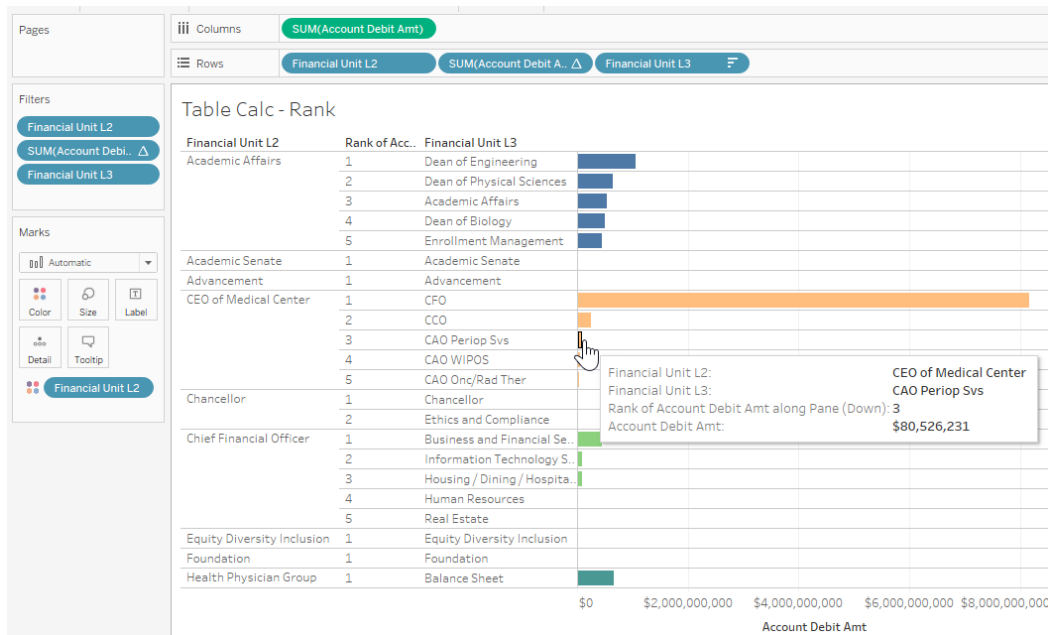 Pages
Columns
SUM(Account Debit Amt)
Rows
Financial Unit L2
SUM(Account Debit A..
Financial Unit L3
Filters
Financial Unit L2
SUM(Account Debi..
Financial Unit L3
Marks
Automatic
Color Size Label
Detail Tooltip
Financial Unit L2
Table Calc - Rank
Financial Unit L2 Rank of Acc.. Financial Unit L3
Academic Affairs 1 Dean of Engineering
2 Dean of Physical Sciences
3 Academic Affairs
4 Dean of Biology
5 Enrollment Management
Academic Senate 1 Academic Senate
Advancement 1 Advancement
CEO of Medical Center 1 CFO
2 CCO
3 CAO Periop Svs
4 CAO WIPOS
5 CAO Onc/Rad Ther
Chancellor 1 Chancellor
2 Ethics and Compliance
Chief Financial Officer 1 Business and Financial Se..
2 Information Technology S..
3 Housing / Dining / Hospita..
4 Human Resources
5 Real Estate
Equity Diversity Inclusion 1 Equity Diversity Inclusion
Foundation 1 Foundation
Health Physician Group 1 Balance Sheet
Financial Unit L2: CEO of Medical Center
Financial Unit L3: CAO Periop Svs
Rank of Account Debit Amt along Pane (Down): 3
Account Debit Amt: $80,526,231
$0 $2,000,000,000 $4,000,000,000 $6,000,000,000 $8,000,000,000
Account Debit Amt